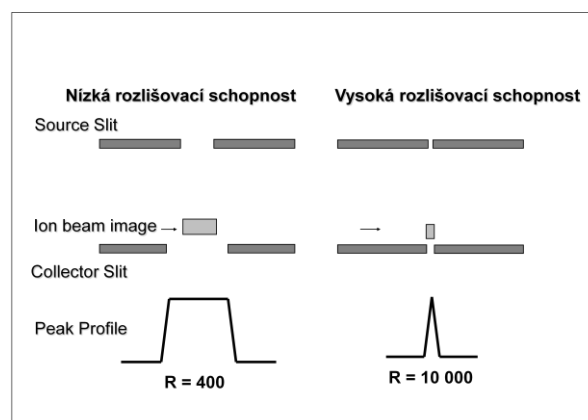 Nízká rozlišovací schopnost
Vysoká rozlišovací schopnost
Source Slit
Ion beam image
Collector Slit
Peak Profile
R = 400
R = 10 000